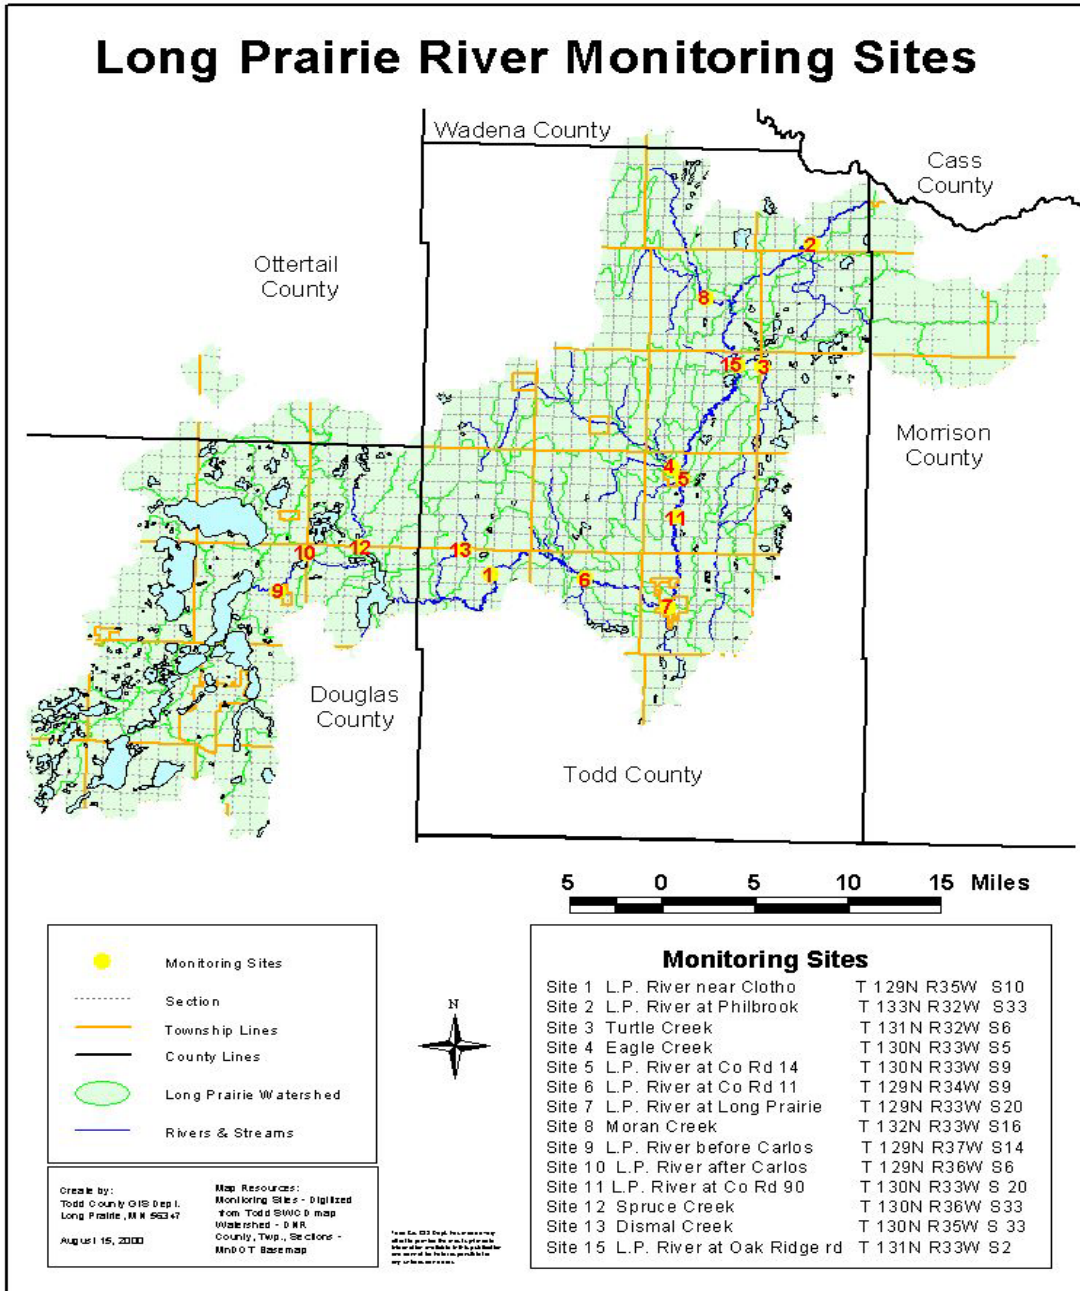 Long Prairie River Monitoring Sites
Wadena County
Cass
County
Ottertail
County
2
8
15 3
Morrison
County
4
5
11
10 12 13
1
6
9
7
Douglas
County
Todd County
5 0 5 10 15 Miles
Monitoring Sites
Section
Township Lines
County Lines
Long Prairie Watershed
Rivers & Streams
N
Create by:
Todd County GIS Dept.
Long Prairie, MN 56347
August 15, 2000
Map Resources:
Monitoring Sites - Digitized
from Todd SWCD map
Watershed - DNR
County, Twp., Sections -
MnDOT Basemap
Monitoring Sites
Site 1 L.P. River near Clotho T 129N R35W S10
Site 2 L.P. River at Philbrook T 133N R32W S33
Site 3 Turtle Creek T 131N R32W S6
Site 4 Eagle Creek T 130N R33W S5
Site 5 L.P. River at Co Rd 14 T 130N R33W S9
Site 6 L.P. River at Co Rd 11 T 129N R34W S9
Site 7 L.P. River at Long Prairie T 129N R33W S20
Site 8 Moran Creek T 132N R33W S16
Site 9 L.P. River before Carlos T 129N R37W S14
Site 10 L.P. River after Carlos T 129N R36W S6
Site 11 L.P. River at Co Rd 90 T 130N R33W S 20
Site 12 Spruce Creek T 130N R36W S33
Site 13 Dismal Creek T 130N R35W S 33
Site 15 L.P. River at Oak Ridge rd T 131N R33W S2